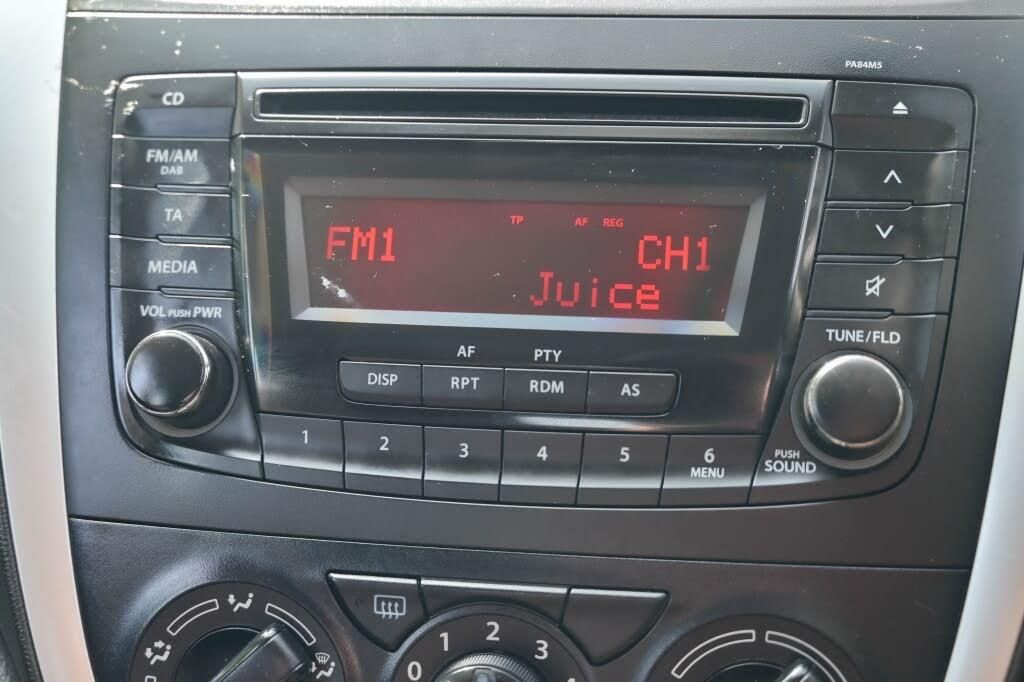 PA84M5
CD
FM/AM
DAB
TA
MEDIA
VOL PUSH PWR
TP AF REG
FM1 CH1
Juice
AF PTY
DISP RPT RDM AS
1 2 3 4 5 6
MENU
TUNE/FLD
PUSH
SOUND
0 1 2 3